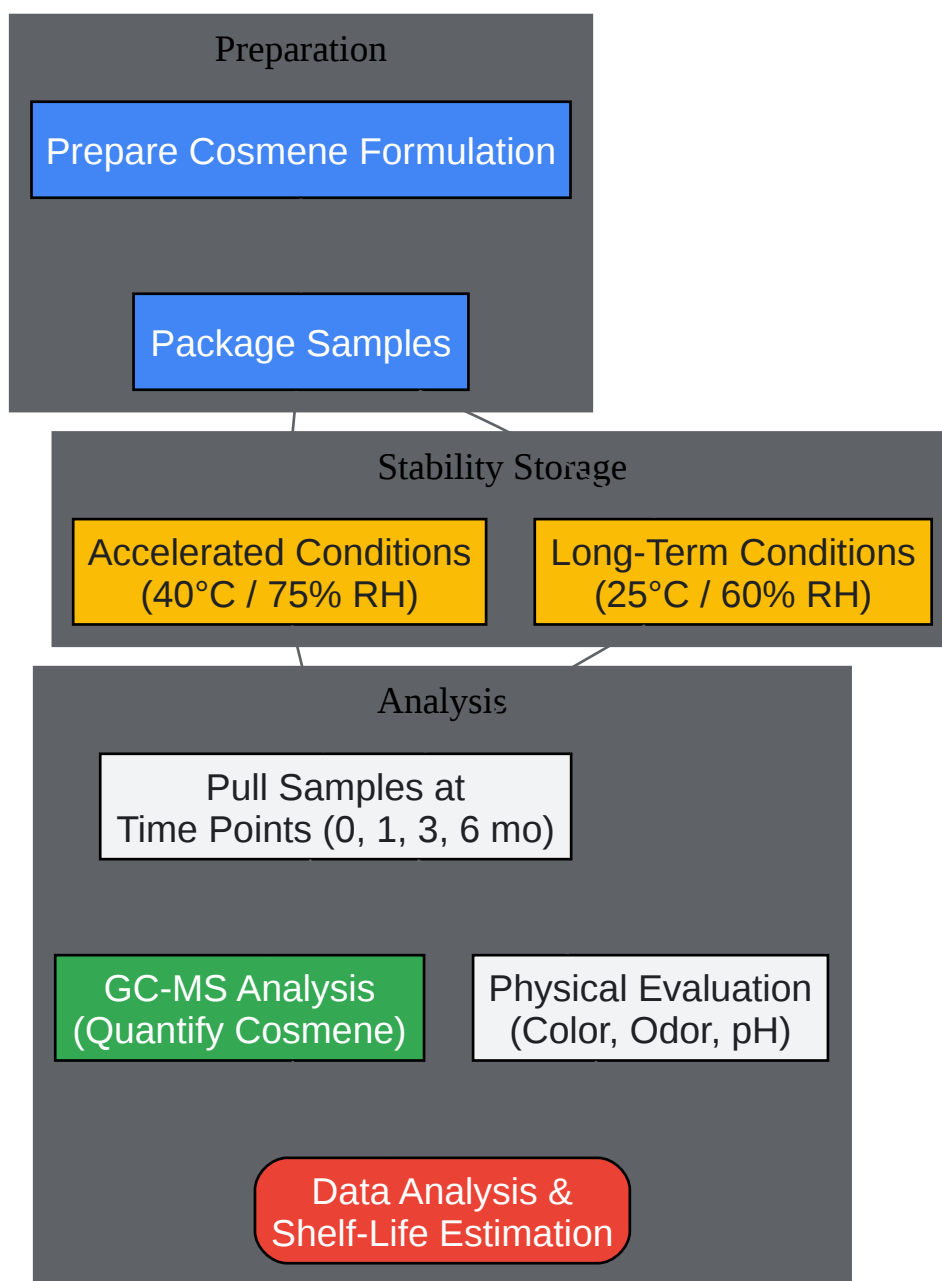 Preparation
Prepare Cosmene Formulation
Package Samples
Stability Storage
Accelerated Conditions
(40°C / 75% RH)
Long-Term Conditions
(25°C / 60% RH)
Analysis
Pull Samples at
Time Points (0, 1, 3, 6 mo)
GC-MS Analysis
(Quantify Cosmene)
Physical Evaluation
(Color, Odor, pH)
Data Analysis &
Shelf-Life Estimation